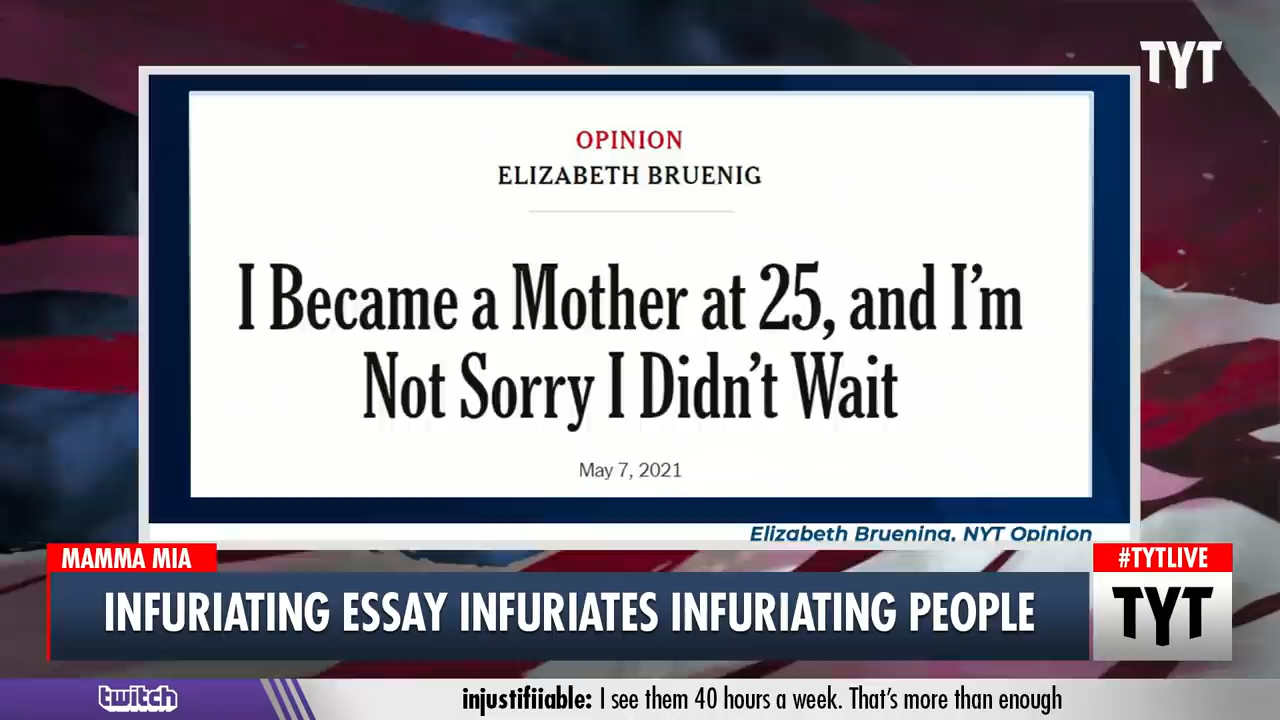 TYT
OPINION
ELIZABETH BRUENIG
I Became a Mother at 25, and I'm
Not Sorry I Didn't Wait
May 7, 2021
Elizabeth Bruening, NYT Opinion
MAMMA MIA
#TYTLIVE
INFURIATING ESSAY INFURIATES INFURIATING PEOPLE
TYT
twitch
injustifiiable: I see them 40 hours a week. That's more than enough